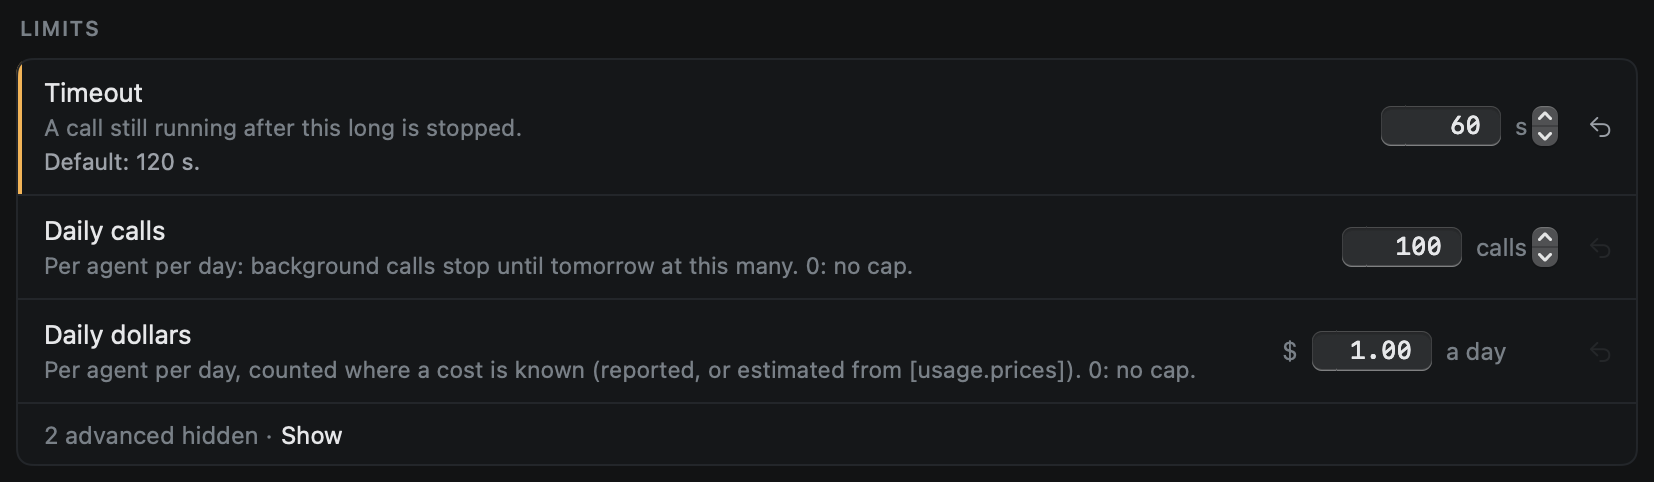 LIMITS
Timeout
A call still running after this long is stopped.
Default: 120 s.
60 s
Daily calls
Per agent per day: background calls stop until tomorrow at this many. 0: no cap.
100 calls
Daily dollars
Per agent per day, counted where a cost is known (reported, or estimated from [usage.prices]). 0: no cap.
$ 1.00 a day
2 advanced hidden · Show